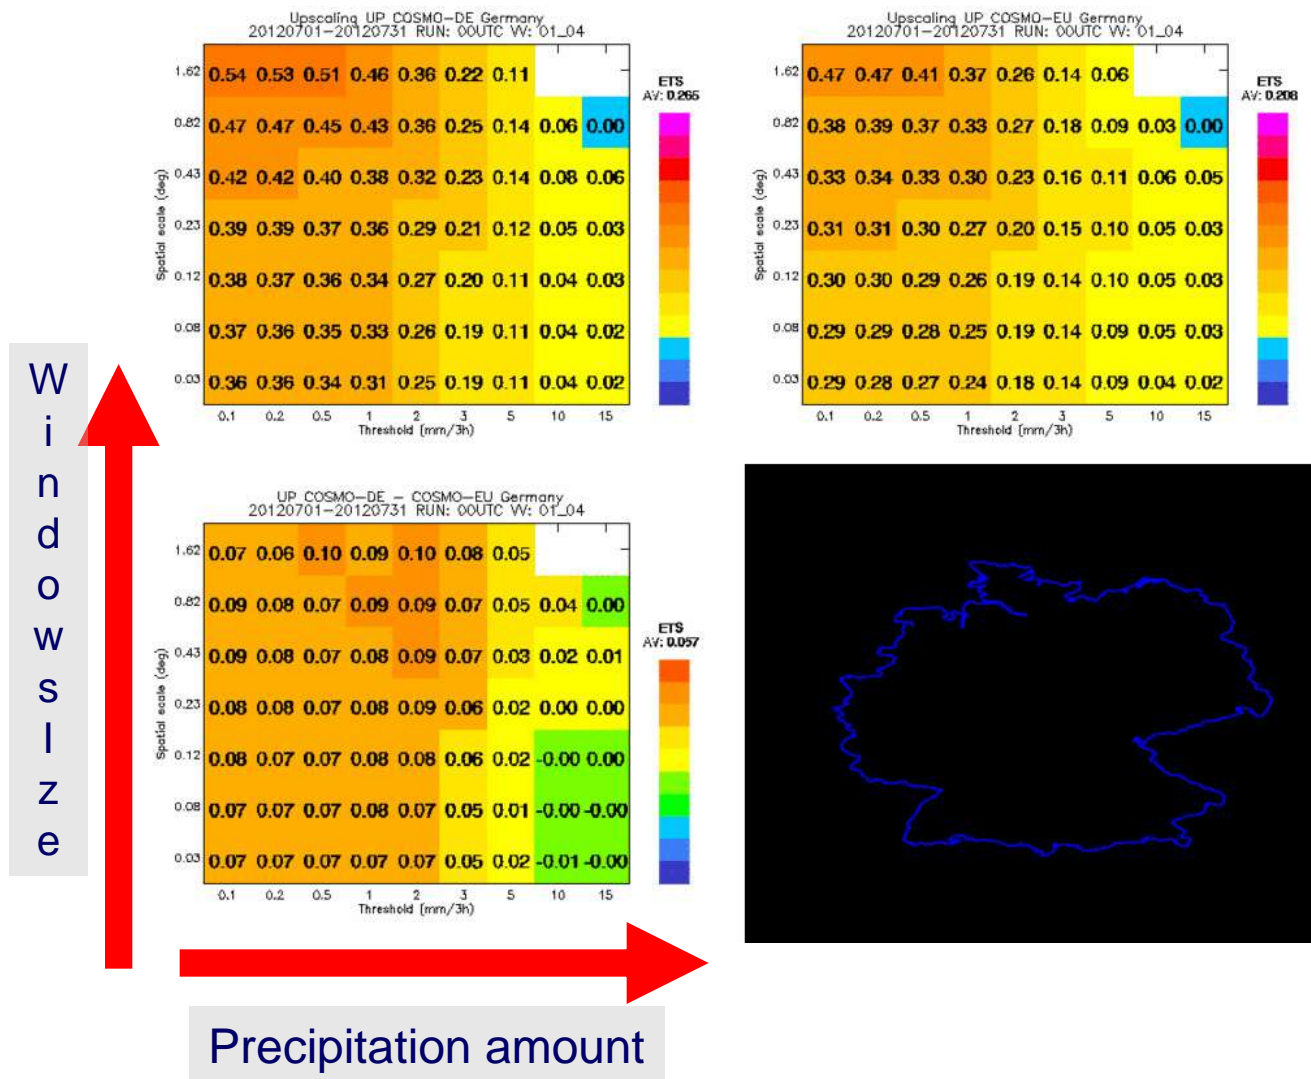 Upscaling UP COSMO-DE Germany
20120701-20120731 RUN: 00UTC VV: 01_04
1.62 0.54 0.53 0.51 0.46 0.36 0.22 0.11
0.82 0.47 0.47 0.45 0.43 0.36 0.25 0.14 0.06 0.00
0.43 0.42 0.42 0.40 0.38 0.32 0.23 0.14 0.08 0.06
0.23 0.39 0.39 0.37 0.36 0.29 0.21 0.12 0.05 0.03
0.12 0.38 0.37 0.36 0.34 0.27 0.20 0.11 0.04 0.03
0.08 0.37 0.36 0.35 0.33 0.26 0.19 0.11 0.04 0.02
0.03 0.36 0.36 0.34 0.31 0.25 0.19 0.11 0.04 0.02
0.1 0.2 0.5 1 2 3 5 10 15
Threshold (mm/3h)
Spatial scale (deg)
ETS
AV: 0.265
Upscaling UP COSMO-EU Germany
20120701-20120731 RUN: 00UTC VV: 01_04
1.62 0.47 0.47 0.41 0.37 0.26 0.14 0.06
0.82 0.38 0.39 0.37 0.33 0.27 0.18 0.09 0.03 0.00
0.43 0.33 0.34 0.33 0.30 0.23 0.16 0.11 0.06 0.05
0.23 0.31 0.31 0.30 0.27 0.20 0.15 0.10 0.05 0.03
0.12 0.30 0.30 0.29 0.26 0.19 0.14 0.10 0.05 0.03
0.08 0.29 0.29 0.28 0.25 0.19 0.14 0.09 0.05 0.03
0.03 0.29 0.28 0.27 0.24 0.18 0.14 0.09 0.04 0.02
0.1 0.2 0.5 1 2 3 5 10 15
Threshold (mm/3h)
Spatial scale (deg)
ETS
AV: 0.208
WindowsIze
UP COSMO-DE - COSMO-EU Germany
20120701-20120731 RUN: 00UTC VV: 01_04
1.62 0.07 0.06 0.10 0.09 0.10 0.08 0.05
0.82 0.09 0.08 0.07 0.09 0.09 0.07 0.05 0.04 0.00
0.43 0.09 0.08 0.07 0.08 0.09 0.07 0.03 0.02 0.01
0.23 0.08 0.08 0.07 0.08 0.09 0.06 0.02 0.00 0.00
0.12 0.08 0.07 0.07 0.08 0.08 0.06 0.02 -0.00 0.00
0.08 0.07 0.07 0.07 0.08 0.07 0.05 0.01 -0.00 -0.00
0.03 0.07 0.07 0.07 0.07 0.07 0.05 0.02 -0.01 -0.00
0.1 0.2 0.5 1 2 3 5 10 15
Threshold (mm/3h)
Spatial scale (deg)
ETS
AV: 0.057
Precipitation amount